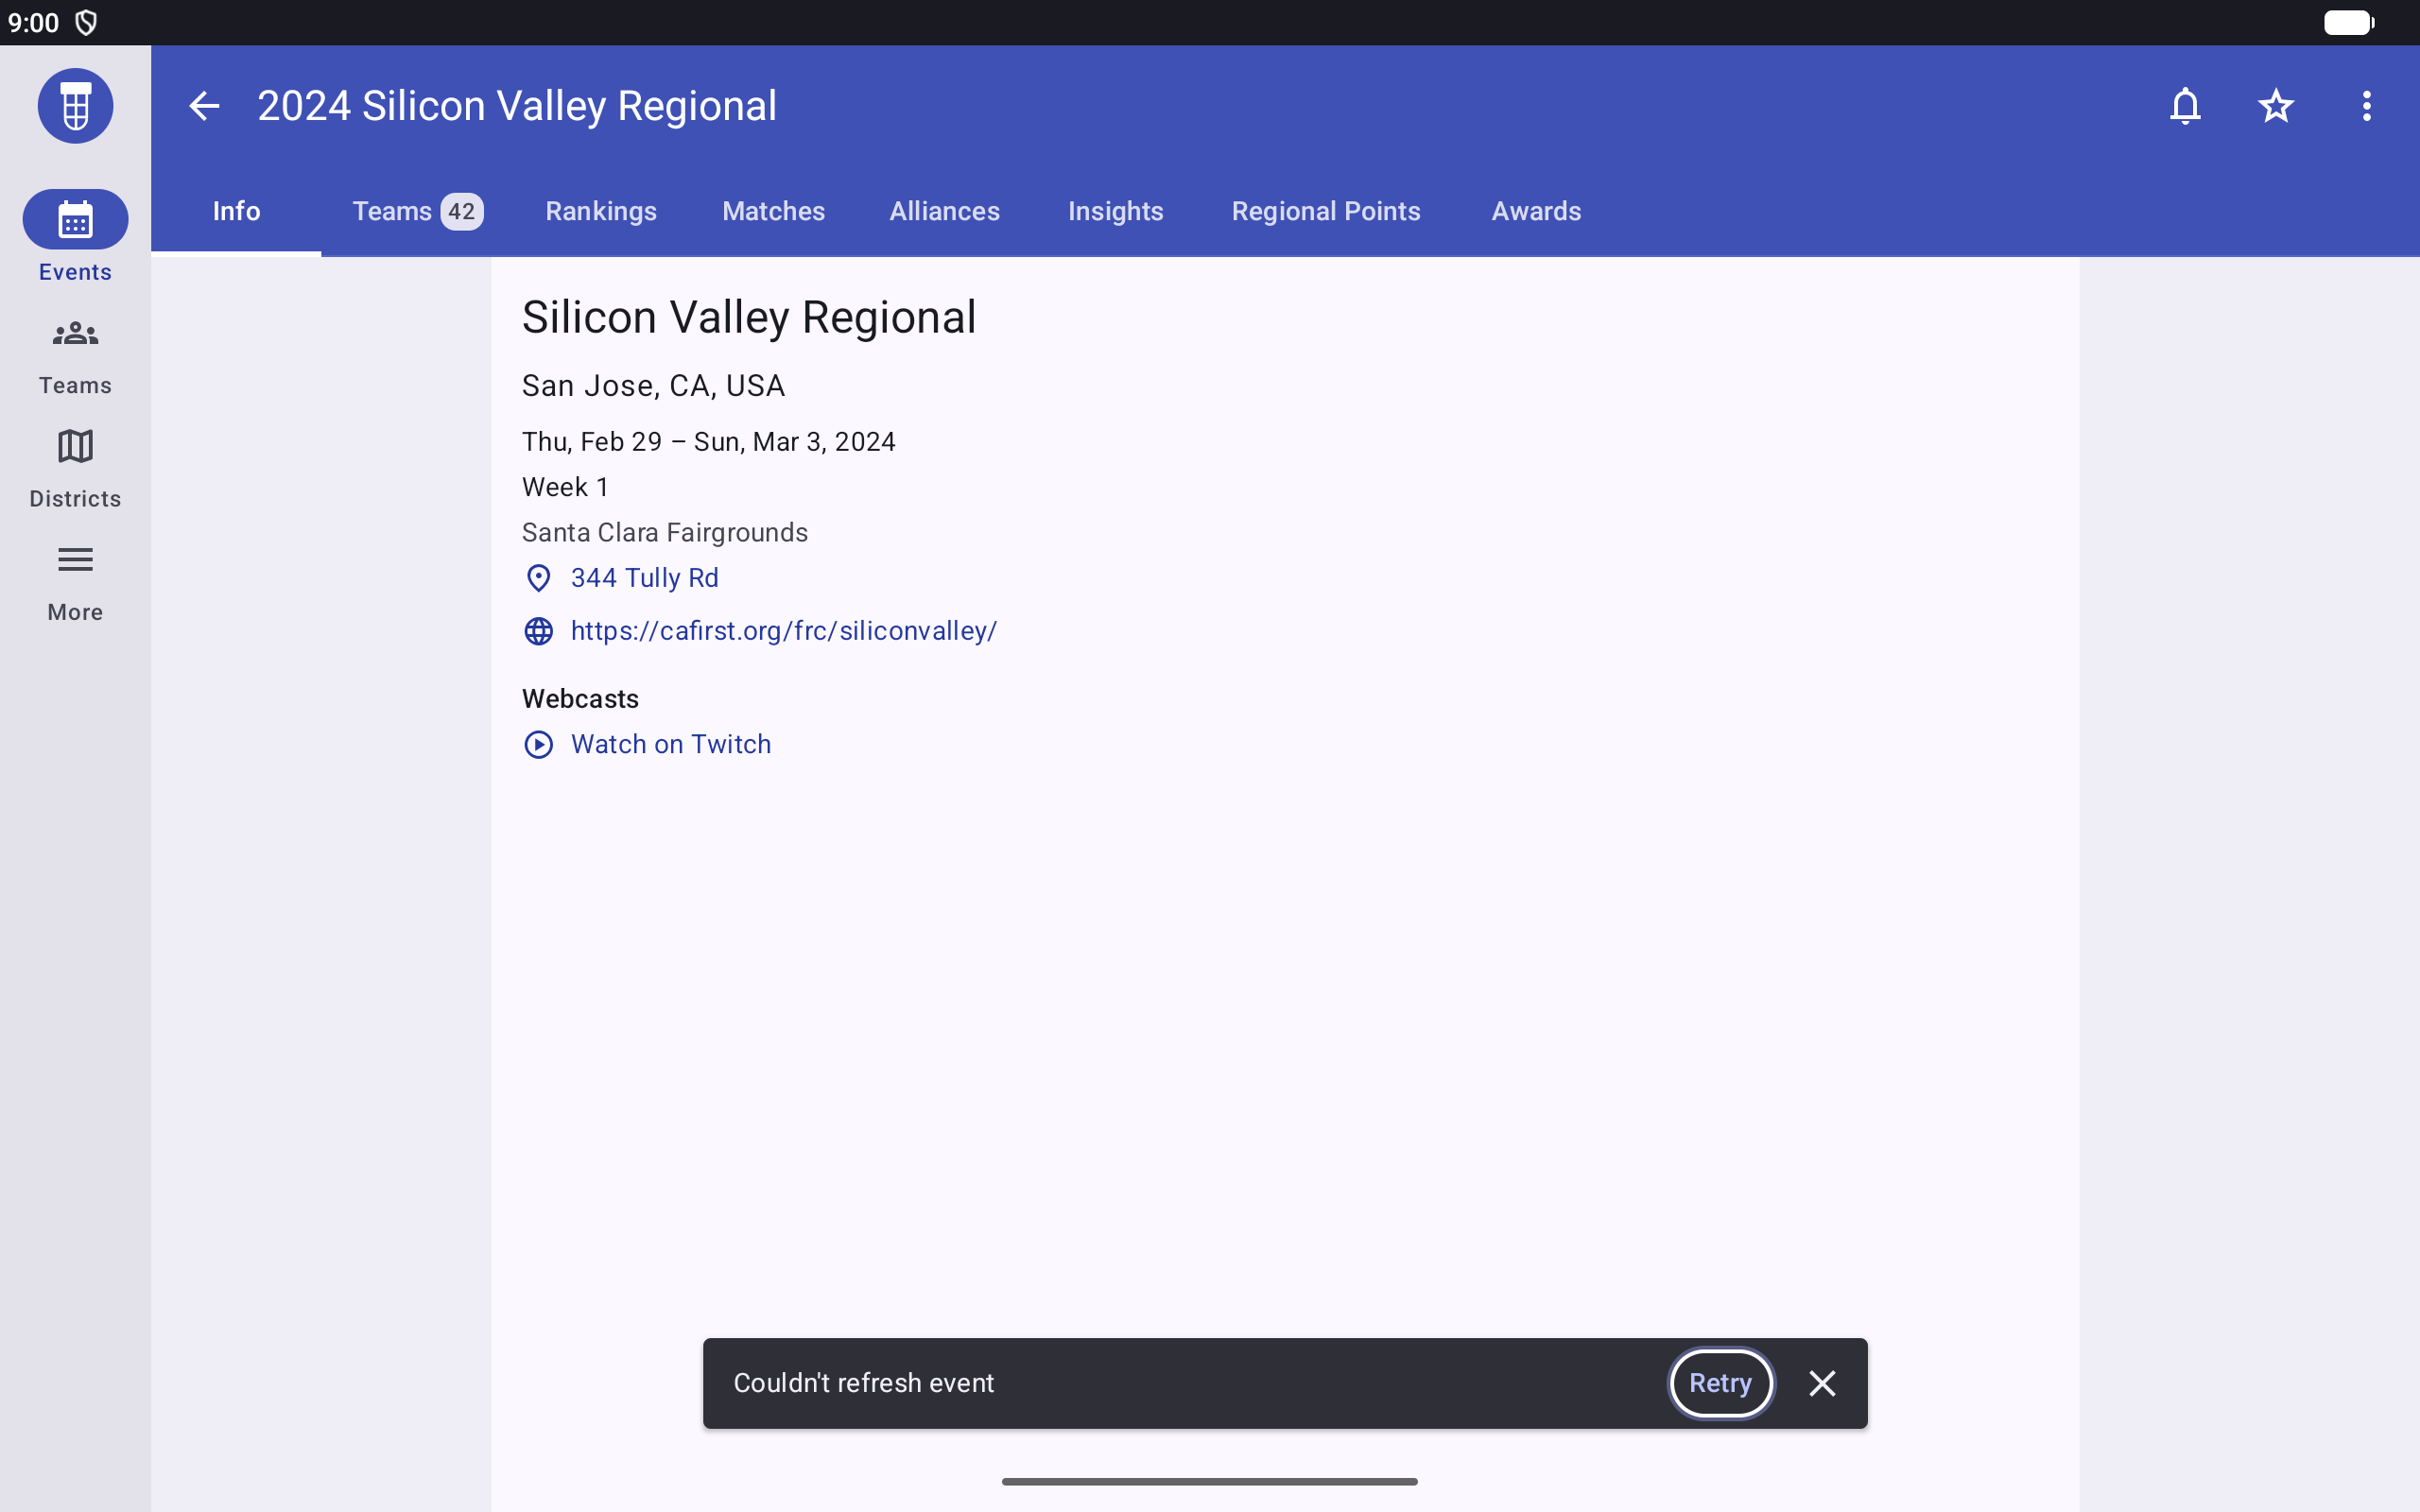 9:00
2024 Silicon Valley Regional
Info
Teams 42
Rankings
Matches
Alliances
Insights
Regional Points
Awards
Events
Teams
Districts
More
Silicon Valley Regional
San Jose, CA, USA
Thu, Feb 29 – Sun, Mar 3, 2024
Week 1
Santa Clara Fairgrounds
344 Tully Rd
https://cafirst.org/frc/siliconvalley/
Webcasts
Watch on Twitch
Couldn't refresh event
Retry